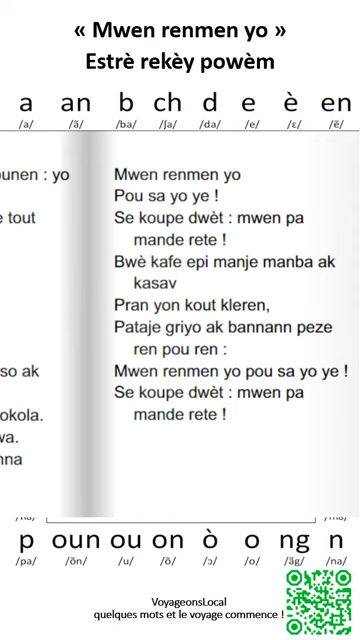 « Mwen renmen yo »
Estrè rekèy powèm
a an b ch d e è en
/a/ /ã/ /ba/ /ʃa/ /da/ /e/ /ɛ/ /ẽ/
: yo
tout
so ak
Mwen renmen yo
Pou sa yo ye !
Se koupe dwèt : mwen pa
mande rete !
Bwè kafe epi manje manba ak
kasav
Pran yon kout kleren,
Pataje griyo ak bannann peze
ren pou ren :
Mwen renmen yo pou sa yo ye !
Se koupe dwèt : mwen pa
mande rete !
p oun ou on ò o ng n
/pa/ /õn/ /u/ /õ/ /ɔ/ /o/ /ãg/ /na/
VoyageonsLocal
quelques mots et le voyage commence !